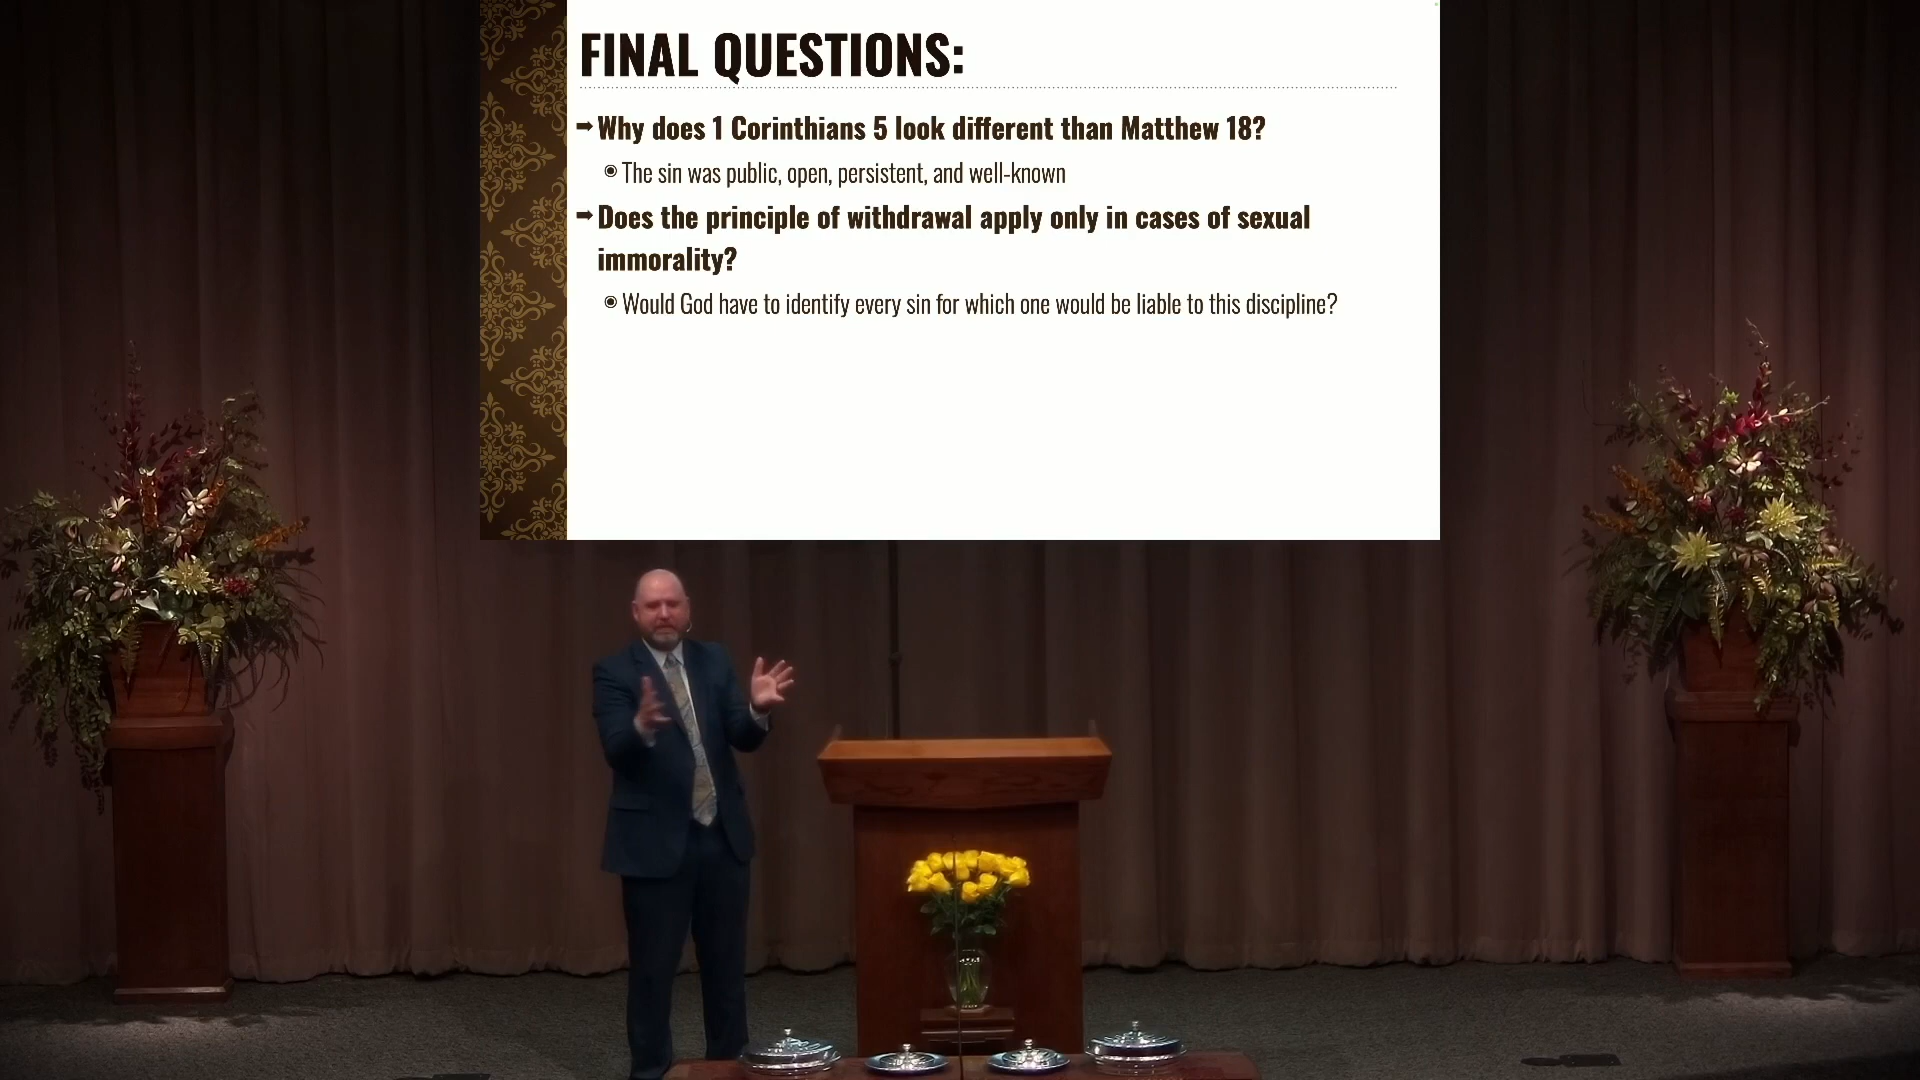 FINAL QUESTIONS:
Why does 1 Corinthians 5 look different than Matthew 18?
The sin was public, open, persistent, and well-known
Does the principle of withdrawal apply only in cases of sexual
immorality?
Would God have to identify every sin for which one would be liable to this discipline?